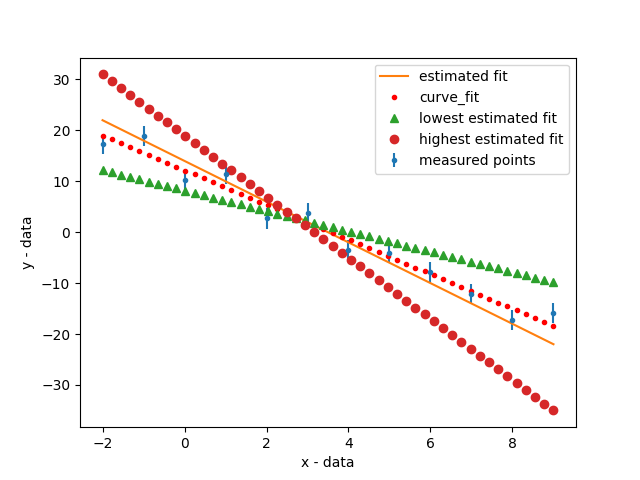 estimated fit
curve_fit
lowest estimated fit
highest estimated fit
measured points
30
20
10
0
−10
−20
−30
y - data
−2
0
2
4
6
8
x - data